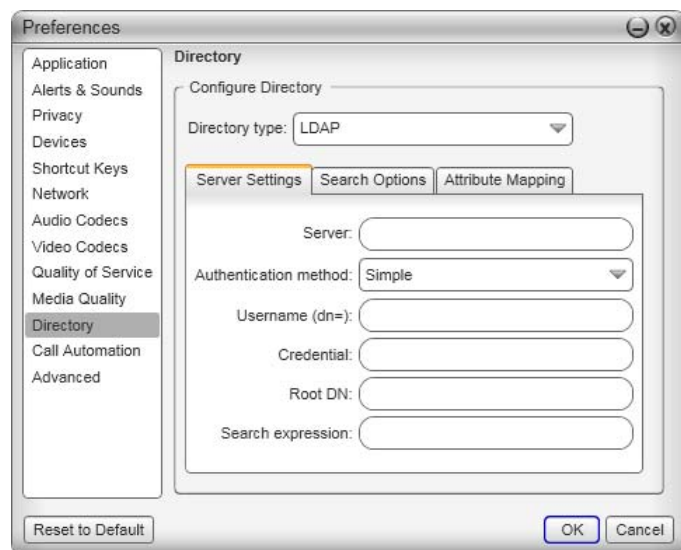 Preferences
Application
Alerts & Sounds
Privacy
Devices
Shortcut Keys
Network
Audio Codecs
Video Codecs
Quality of Service
Media Quality
Directory
Call Automation
Advanced
Directory
Configure Directory
Directory type: LDAP
Server Settings Search Options Attribute Mapping
Server:
Authentication method: Simple
Username (dn=):
Credential:
Root DN:
Search expression:
Reset to Default OK Cancel